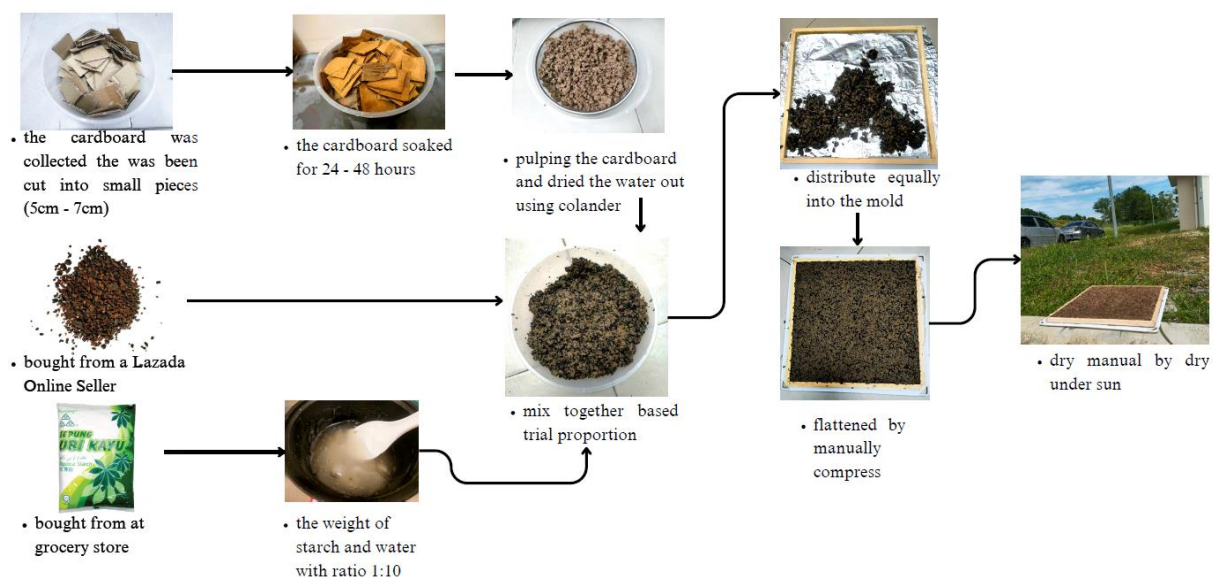 • the cardboard was
collected the was been
cut into small pieces
(5cm - 7cm)
• the cardboard soaked
for 24 - 48 hours
• pulping the cardboard
and dried the water out
using colander
• distribute equally
into the mold
• bought from a Lazada
Online Seller
• mix together based
trial proportion
• flattened by
manually
compress
• dry manual by dry
under sun
TEPUNG
UBI KAYU
• bought from at
grocery store
• the weight of
starch and water
with ratio 1:10